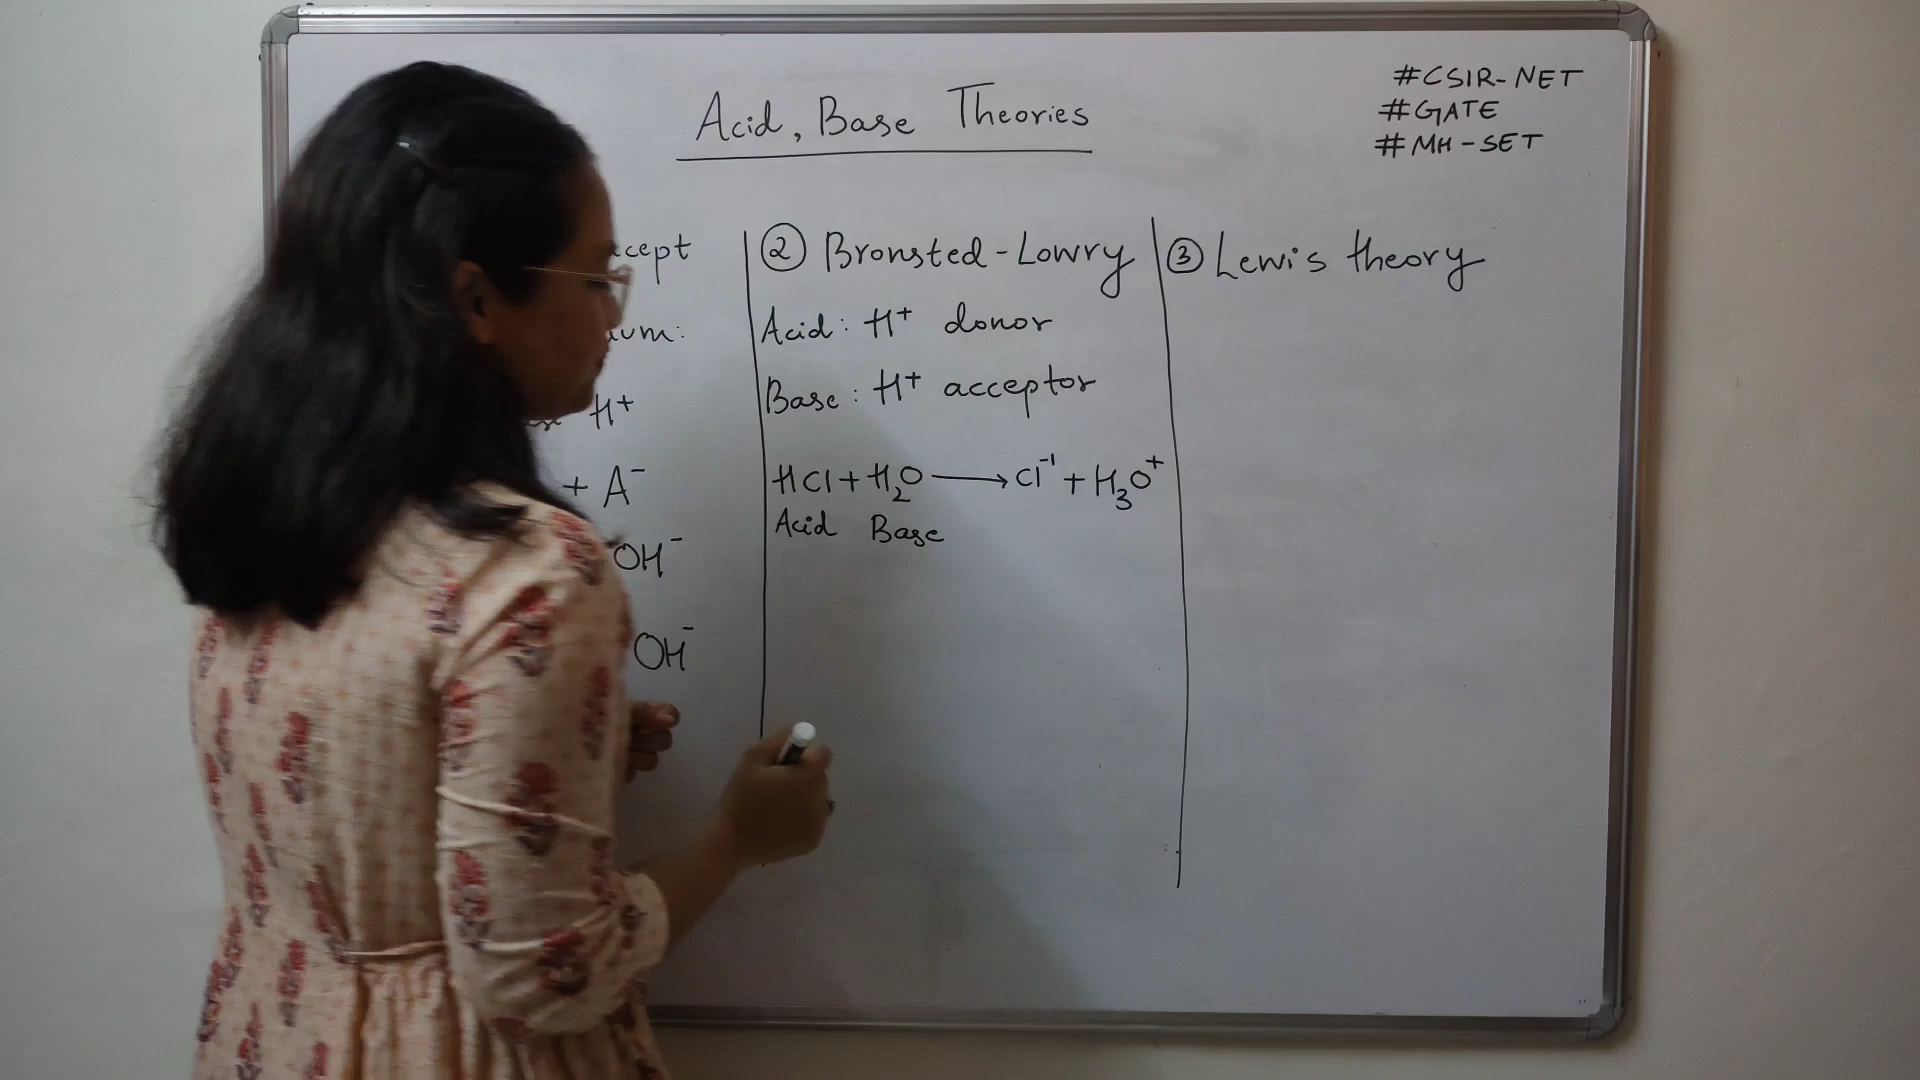 Acid, Base Theories
#CSIR-NET
#GATE
#MH-SET
H⁺
+ A⁻
OH⁻
OH⁻
② Bronsted-Lowry
Acid: H⁺ donor
Base: H⁺ acceptor
HCl + H₂O ⟶ Cl⁻¹ + H₃O⁺
Acid Base
③ Lewis theory